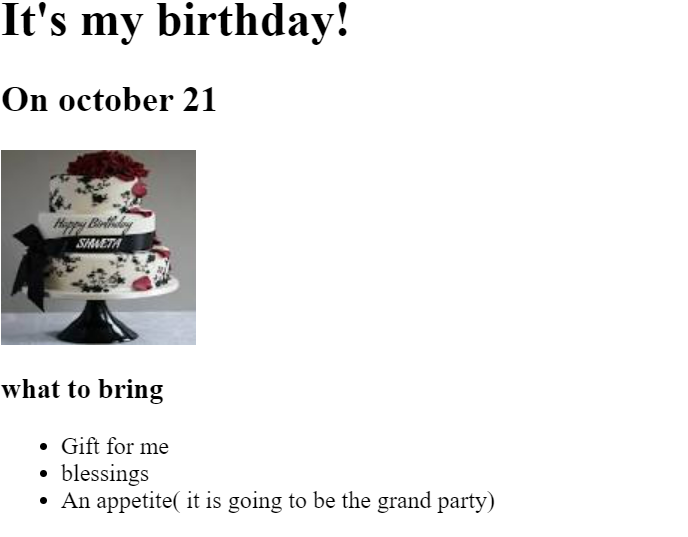 It's my birthday!
On october 21
Happy Birthday
SHWETA
what to bring
Gift for me
blessings
An appetite( it is going to be the grand party)